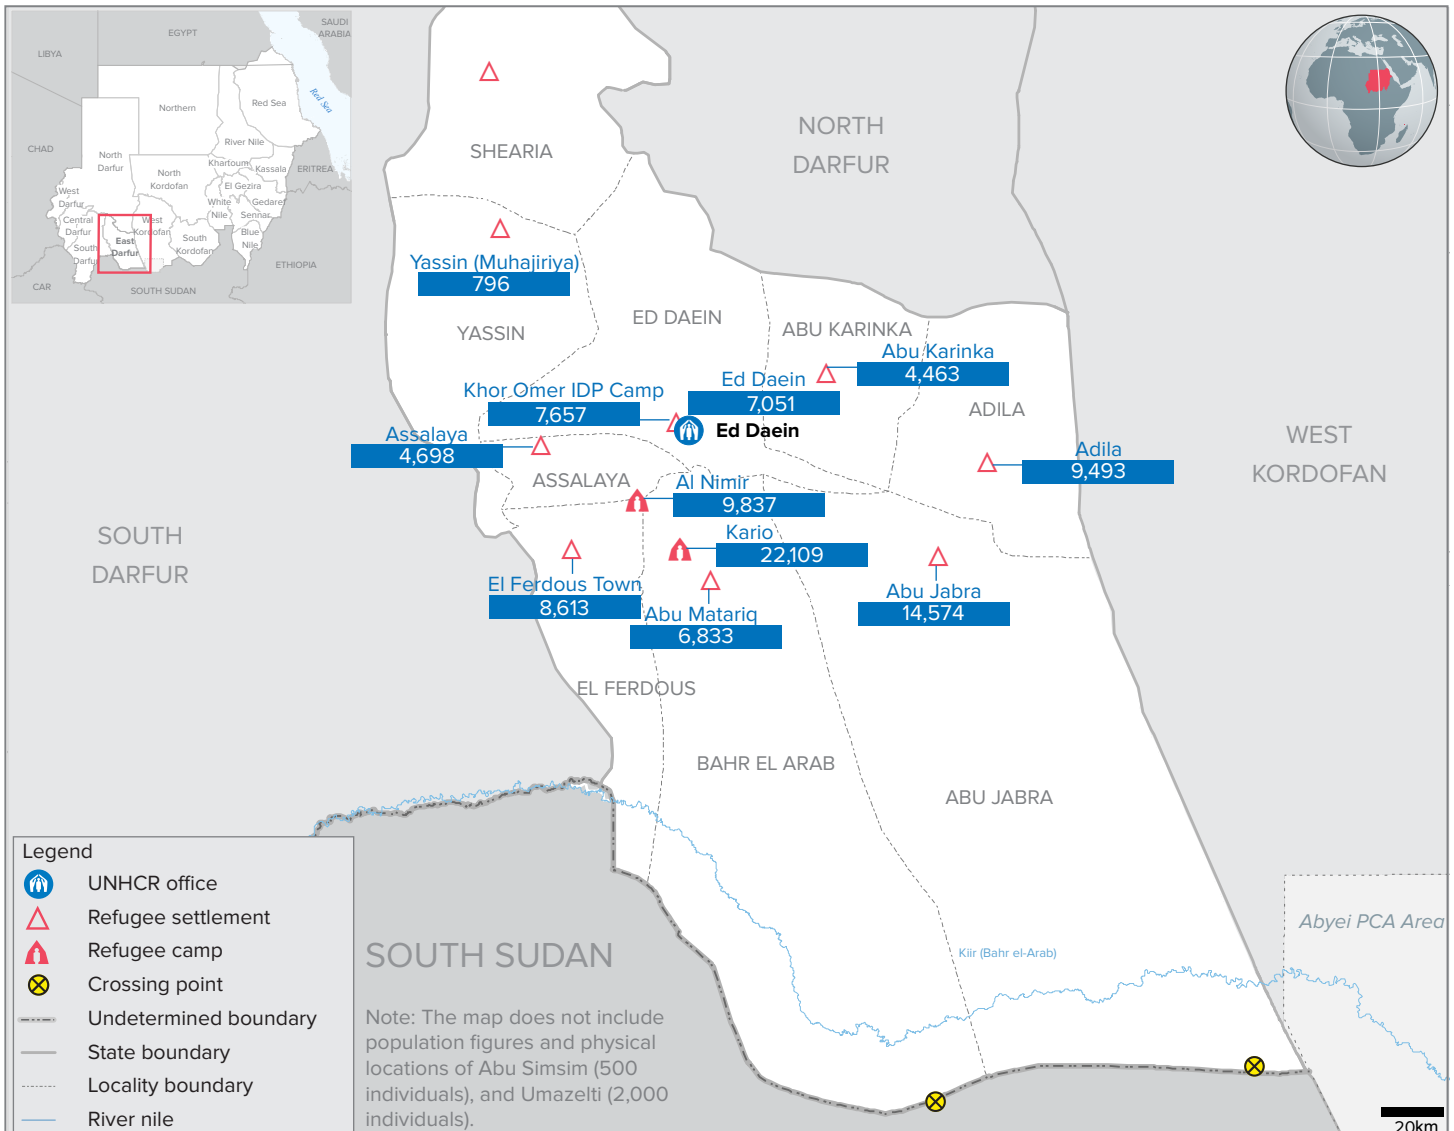 SAUDI
ARABIA
EGYPT
LIBYA
Red Sea
Northern
Red Sea
CHAD
North
Darfur
River Nile
Khartoum
Kassala
ERITREA
North
Kordofan
El Gezira
West
Darfur
White
Nile
Gedaref
Sennar
Central
Darfur
West
Kordofan
South
Kordofan
Blue
Nile
East
Darfur
South
Darfur
ETHIOPIA
CAR
SOUTH SUDAN
NORTH
DARFUR
SHEARIA
Yassin (Muhajiriya)
796
YASSIN
ED DAEIN
ABU KARINKA
Abu Karinka
4,463
Ed Daein
7,051
Khor Omer IDP Camp
7,657
ADILA
Ed Daein
Assalaya
4,698
WEST
KORDOFAN
Adila
9,493
ASSALAYA
Al Nimir
9,837
SOUTH
DARFUR
Kario
22,109
El Ferdous Town
8,613
Abu Jabra
14,574
Abu Matariq
6,833
EL FERDOUS
BAHR EL ARAB
ABU JABRA
Legend
UNHCR office
Refugee settlement
Refugee camp
Crossing point
Undetermined boundary
State boundary
Locality boundary
River nile
SOUTH SUDAN
Note: The map does not include
population figures and physical
locations of Abu Simsim (500
individuals), and Umazelti (2,000
individuals).
Kiir (Bahr el-Arab)
Abyei PCA Area
20km